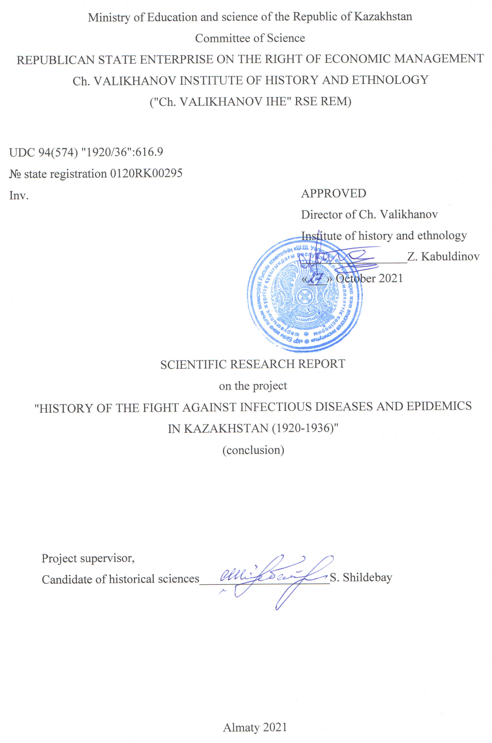 Ministry of Education and science of the Republic of Kazakhstan
Committee of Science
REPUBLICAN STATE ENTERPRISE ON THE RIGHT OF ECONOMIC MANAGEMENT
Ch. VALIKHANOV INSTITUTE OF HISTORY AND ETHNOLOGY
("Ch. VALIKHANOV IHE" RSE REM)
UDC 94(574) "1920/36":616.9
№ state registration 0120RK00295
Inv.
APPROVED
Director of Ch. Valikhanov
Institute of history and ethnology
Z. Kabuldinov
«27» October 2021
SCIENTIFIC RESEARCH REPORT
on the project
"HISTORY OF THE FIGHT AGAINST INFECTIOUS DISEASES AND EPIDEMICS
IN KAZAKHSTAN (1920-1936)"
(conclusion)
Project supervisor,
Candidate of historical sciences S. Shildebay
Almaty 2021